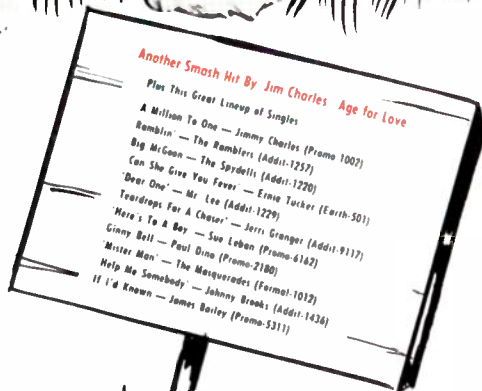 Another Smash Hit By Jim Charles Age for Love
Plus This Great Lineup of Singles
A Million To One — Jimmy Charles (Promo 1002)
Ramblin' — The Ramblers (Addit-1257)
Big McGoon — The Spydells (Addit-1220)
Can She Give You Fever' — Ernie Tucker (Earth-501)
'Dear One' — Mr. Lee (Addit-1229)
Teardrops For A Chaser' — Jerri Granger (Addit-9117)
'Here's To A Boy — Sue Leban (Promo-6162)
Ginny Bell — Paul Dino (Promo-2180)
'Mister Man' — The Masquerades (Formal-1012)
Help Me Somebody' — Johnny Brooks (Addit-1436)
If I'd Known — James Barley (Promo-5311)